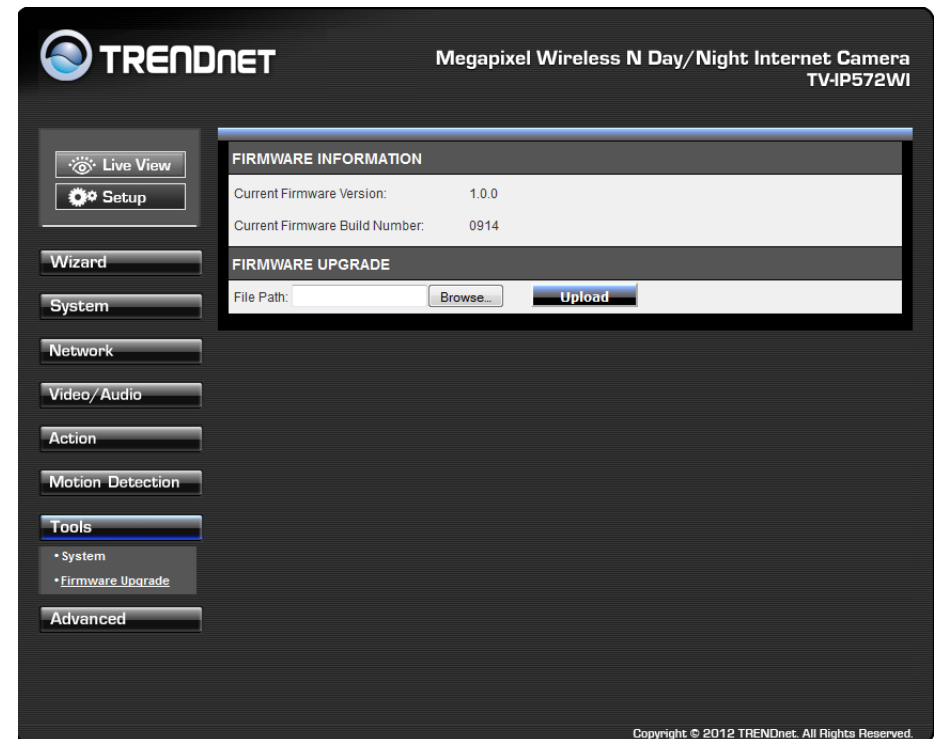 TRENDNET
Megapixel Wireless N Day/Night Internet Camera
TV-IP572WI
Live View
Setup
Wizard
System
Network
Video/Audio
Action
Motion Detection
Tools
• System
• Firmware Upgrade
Advanced
FIRMWARE INFORMATION
Current Firmware Version: 1.0.0
Current Firmware Build Number: 0914
FIRMWARE UPGRADE
File Path: Browse... Upload
Copyright © 2012 TRENDnet. All Rights Reserved.